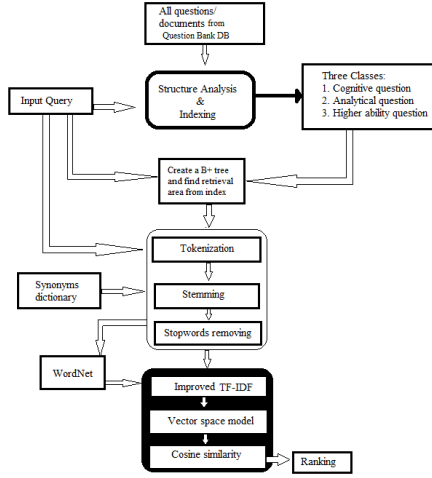 All questions/
documents from
Question Bank DB
Input Query
Structure Analysis
&
Indexing
Three Classes:
1. Cognitive question
2. Analytical question
3. Higher ability question
Create a B+ tree
and find retrieval
area from index
Tokenization
Synonyms
dictionary
Stemming
Stopwords removing
WordNet
Improved TF-IDF
Vector space model
Cosine similarity
Ranking